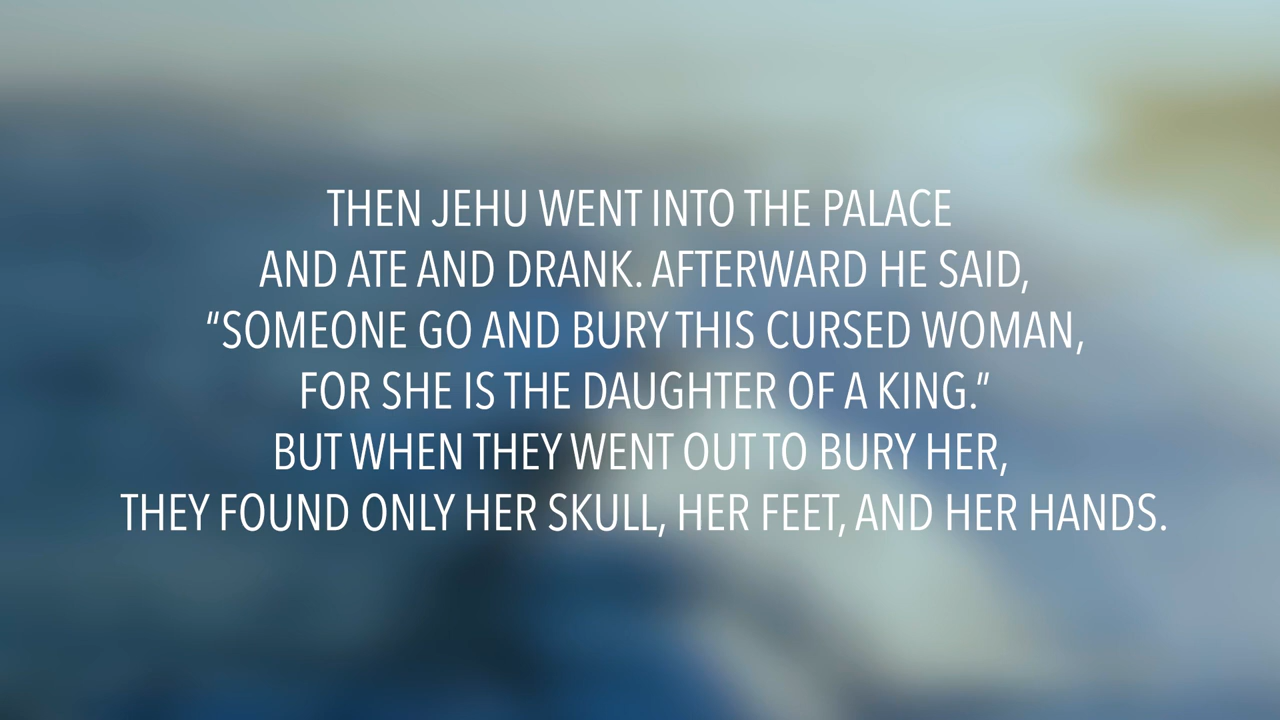 THEN JEHU WENT INTO THE PALACE
AND ATE AND DRANK. AFTERWARD HE SAID,
“SOMEONE GO AND BURY THIS CURSED WOMAN,
FOR SHE IS THE DAUGHTER OF A KING.”
BUT WHEN THEY WENT OUT TO BURY HER,
THEY FOUND ONLY HER SKULL, HER FEET, AND HER HANDS.